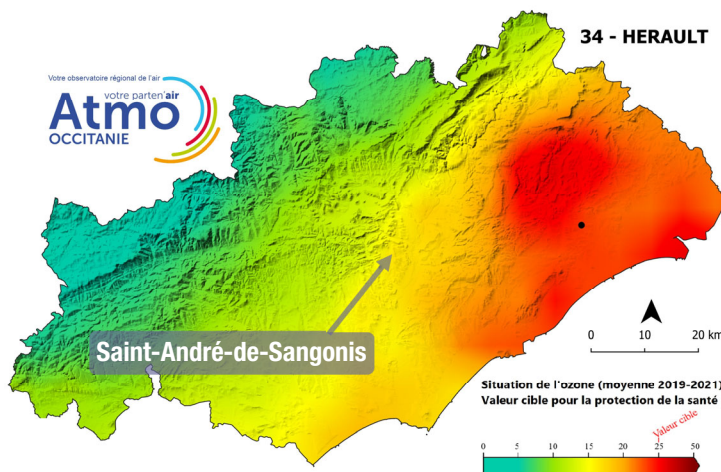 34 - HERAULT
Votre observatoire régional de l'air
votre parten'air
Atmo
OCCITANIE
Saint-André-de-Sangonis
0 10 20 km
Situation de l'ozone (moyenne 2019-2021)
Valeur cible pour la protection de la santé
Valeur cible
0 5 10 15 20 25 50